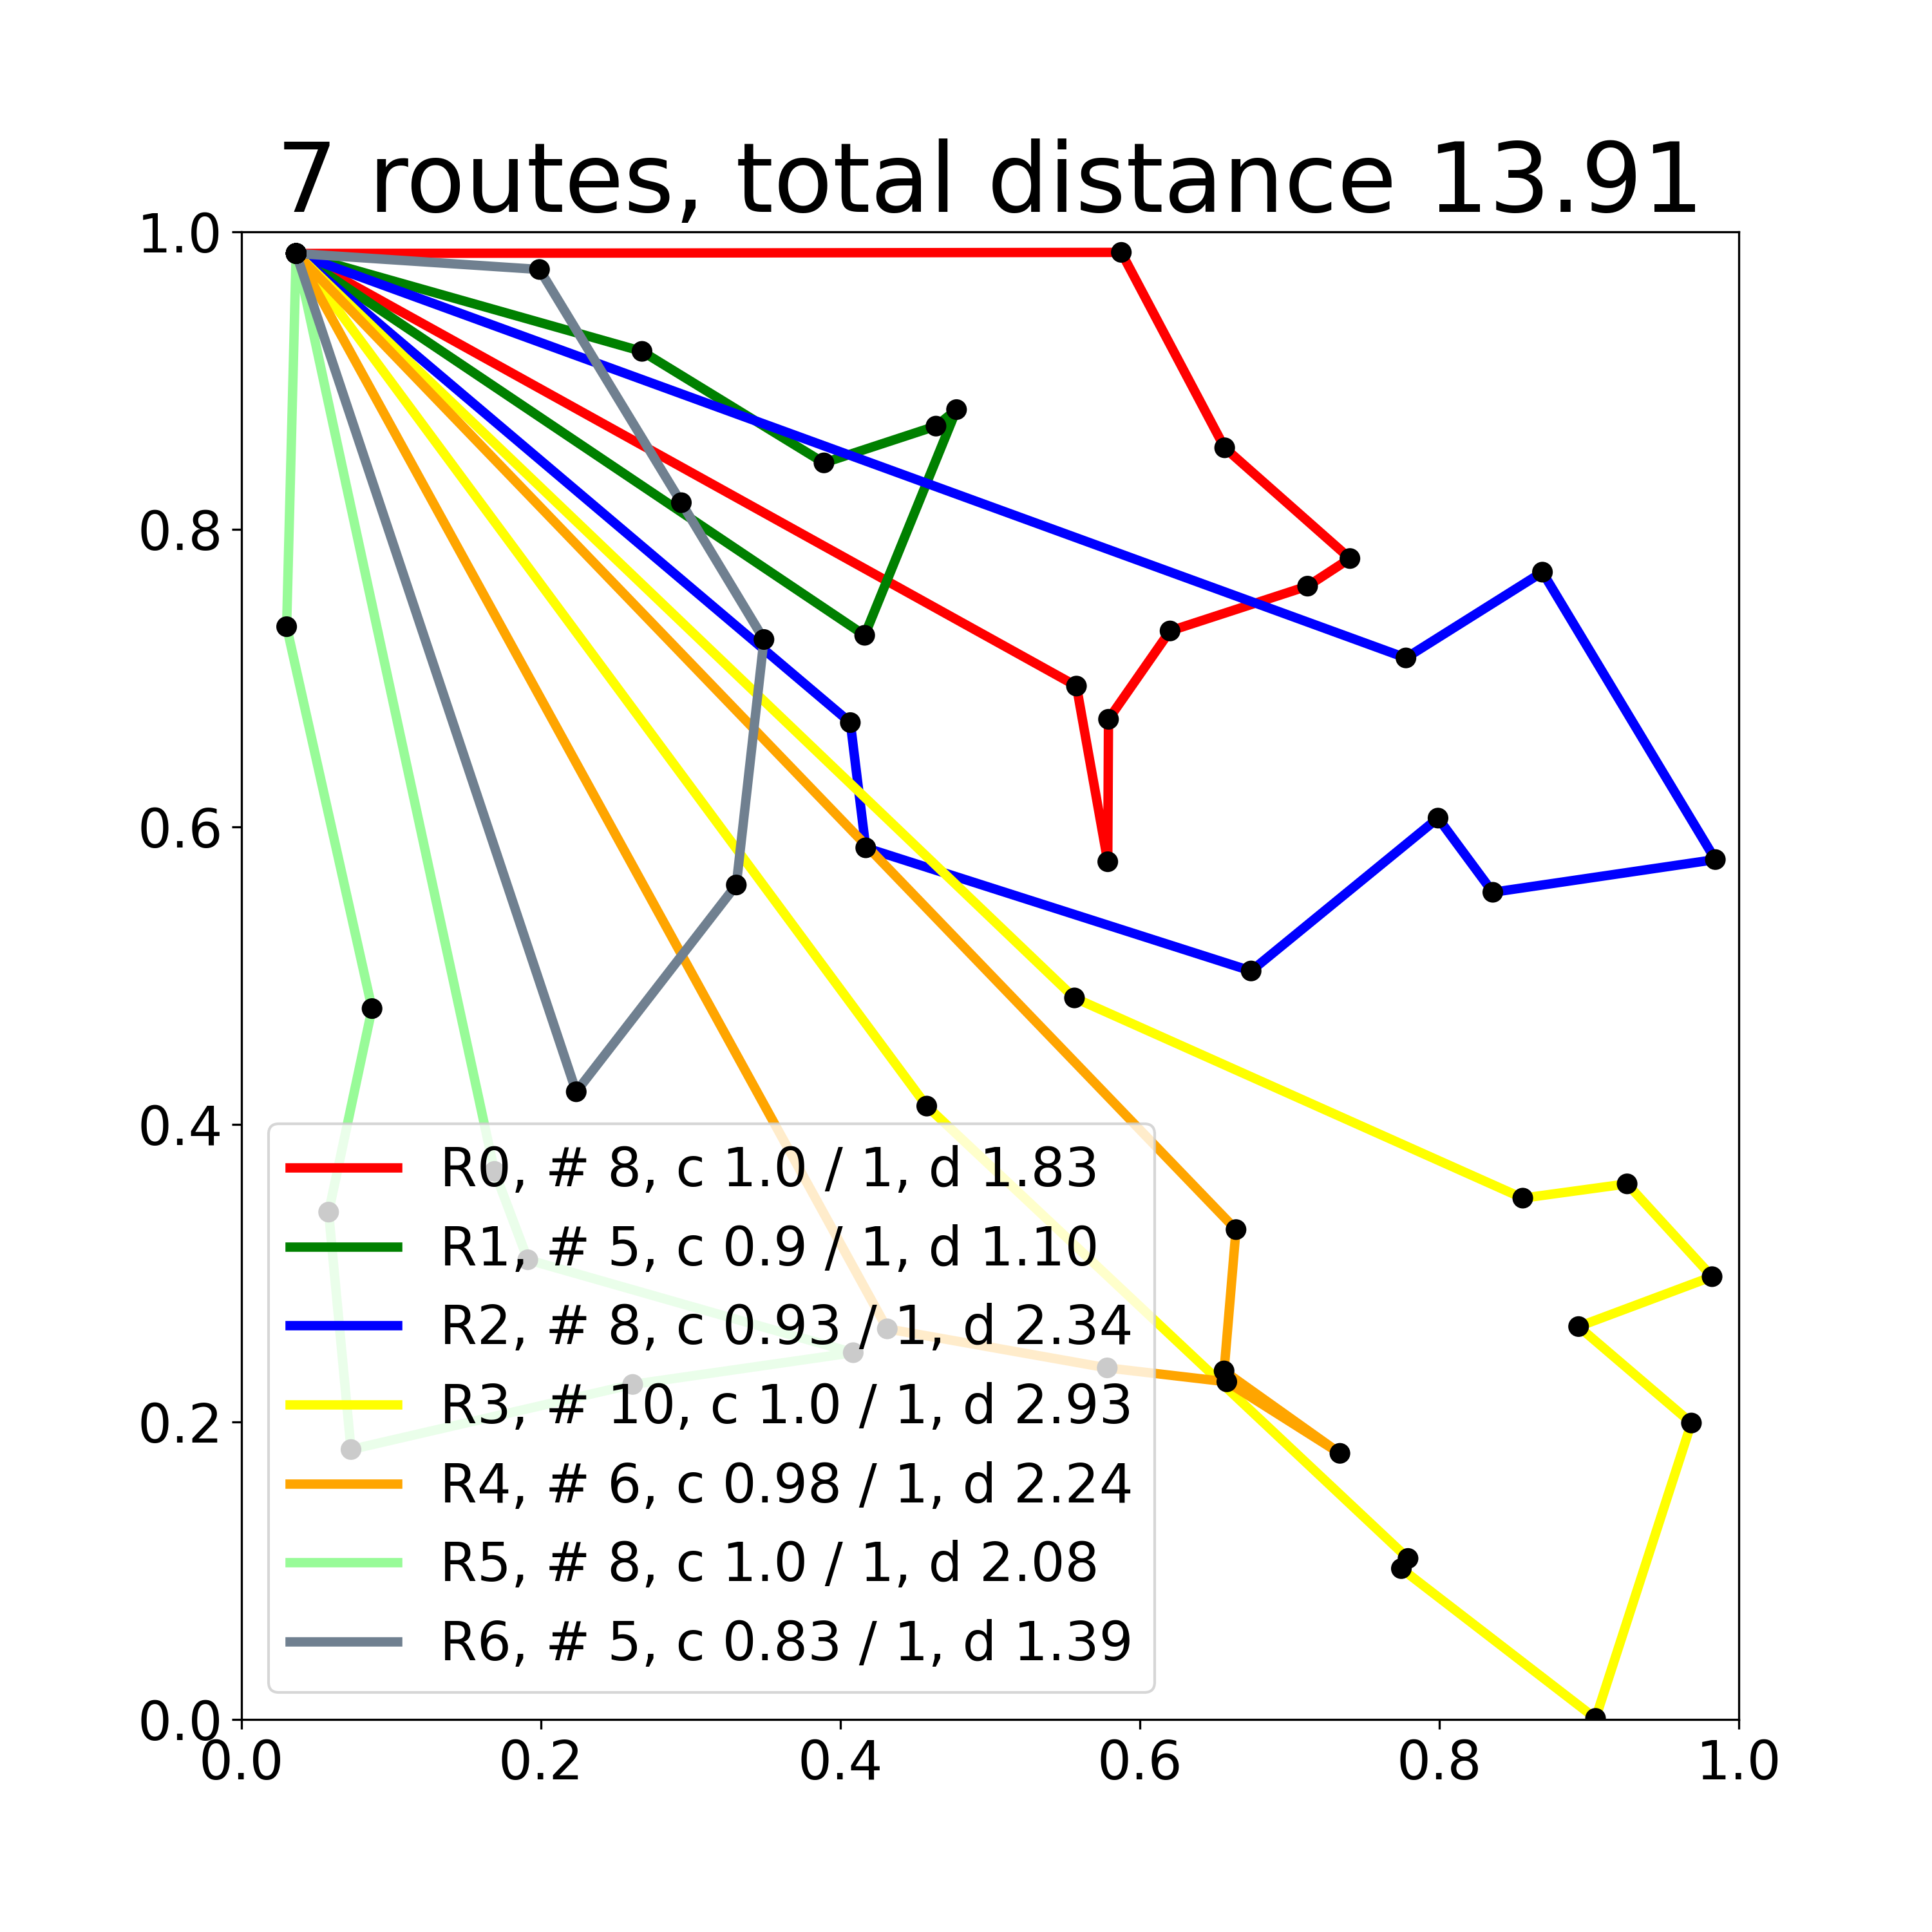 7 routes, total distance 13.91
1.0
0.8
0.6
0.4
0.2
0.0
R0, # 8, c 1.0 / 1, d 1.83
R1, # 5, c 0.9 / 1, d 1.10
R2, # 8, c 0.93 / 1, d 2.34
R3, # 10, c 1.0 / 1, d 2.93
R4, # 6, c 0.98 / 1, d 2.24
R5, # 8, c 1.0 / 1, d 2.08
R6, # 5, c 0.83 / 1, d 1.39
0.0 0.2 0.4 0.6 0.8 1.0